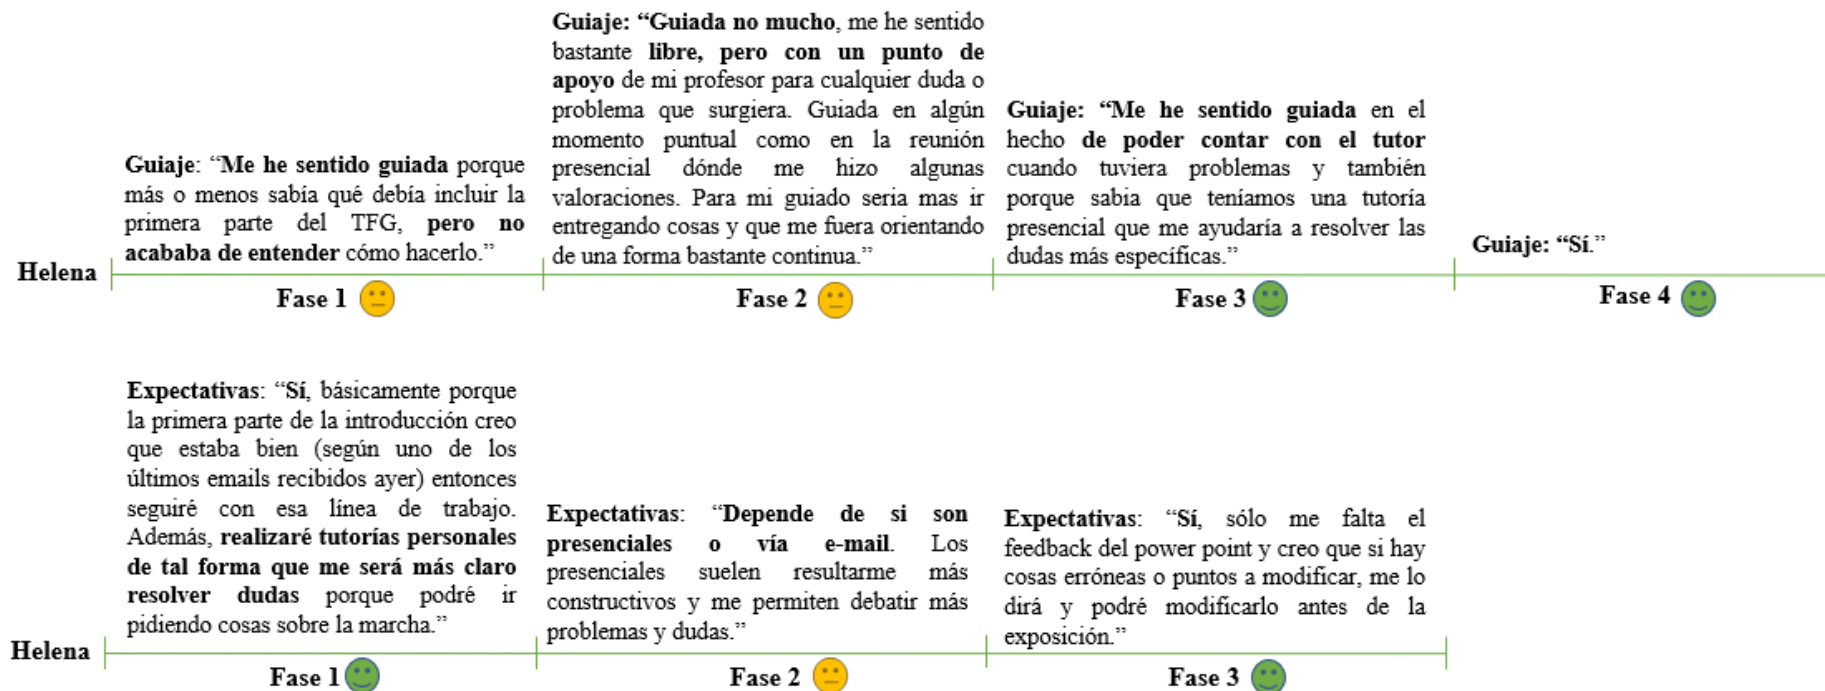 Guiaje: “Guiada no mucho, me he sentido
bastante libre, pero con un punto de
apoyo de mi profesor para cualquier duda o
problema que surgiera. Guiada en algún
momento puntual como en la reunión
presencial dónde me hizo algunas
valoraciones. Para mi guiado seria mas ir
entregando cosas y que me fuera orientando
de una forma bastante continua.”
Guiaje: “Me he sentido guiada porque
más o menos sabía qué debía incluir la
primera parte del TFG, pero no
acababa de entender cómo hacerlo.”
Guiaje: “Me he sentido guiada en el
hecho de poder contar con el tutor
cuando tuviera problemas y también
porque sabia que teníamos una tutoría
presencial que me ayudaría a resolver las
dudas más específicas.”
Guiaje: “Sí.”
Helena
Fase 1
Fase 2
Fase 3
Fase 4
Expectativas: “Sí, básicamente porque
la primera parte de la introducción creo
que estaba bien (según uno de los
últimos emails recibidos ayer) entonces
seguiré con esa línea de trabajo.
Además, realizaré tutorías personales
de tal forma que me será más claro
resolver dudas porque podré ir
pidiendo cosas sobre la marcha.”
Expectativas: “Depende de si son
presenciales o vía e-mail. Los
presenciales suelen resultarme más
constructivos y me permiten debatir más
problemas y dudas.”
Expectativas: “Sí, sólo me falta el
feedback del power point y creo que si hay
cosas erróneas o puntos a modificar, me lo
dirá y podré modificarlo antes de la
exposición.”
Helena
Fase 1
Fase 2
Fase 3